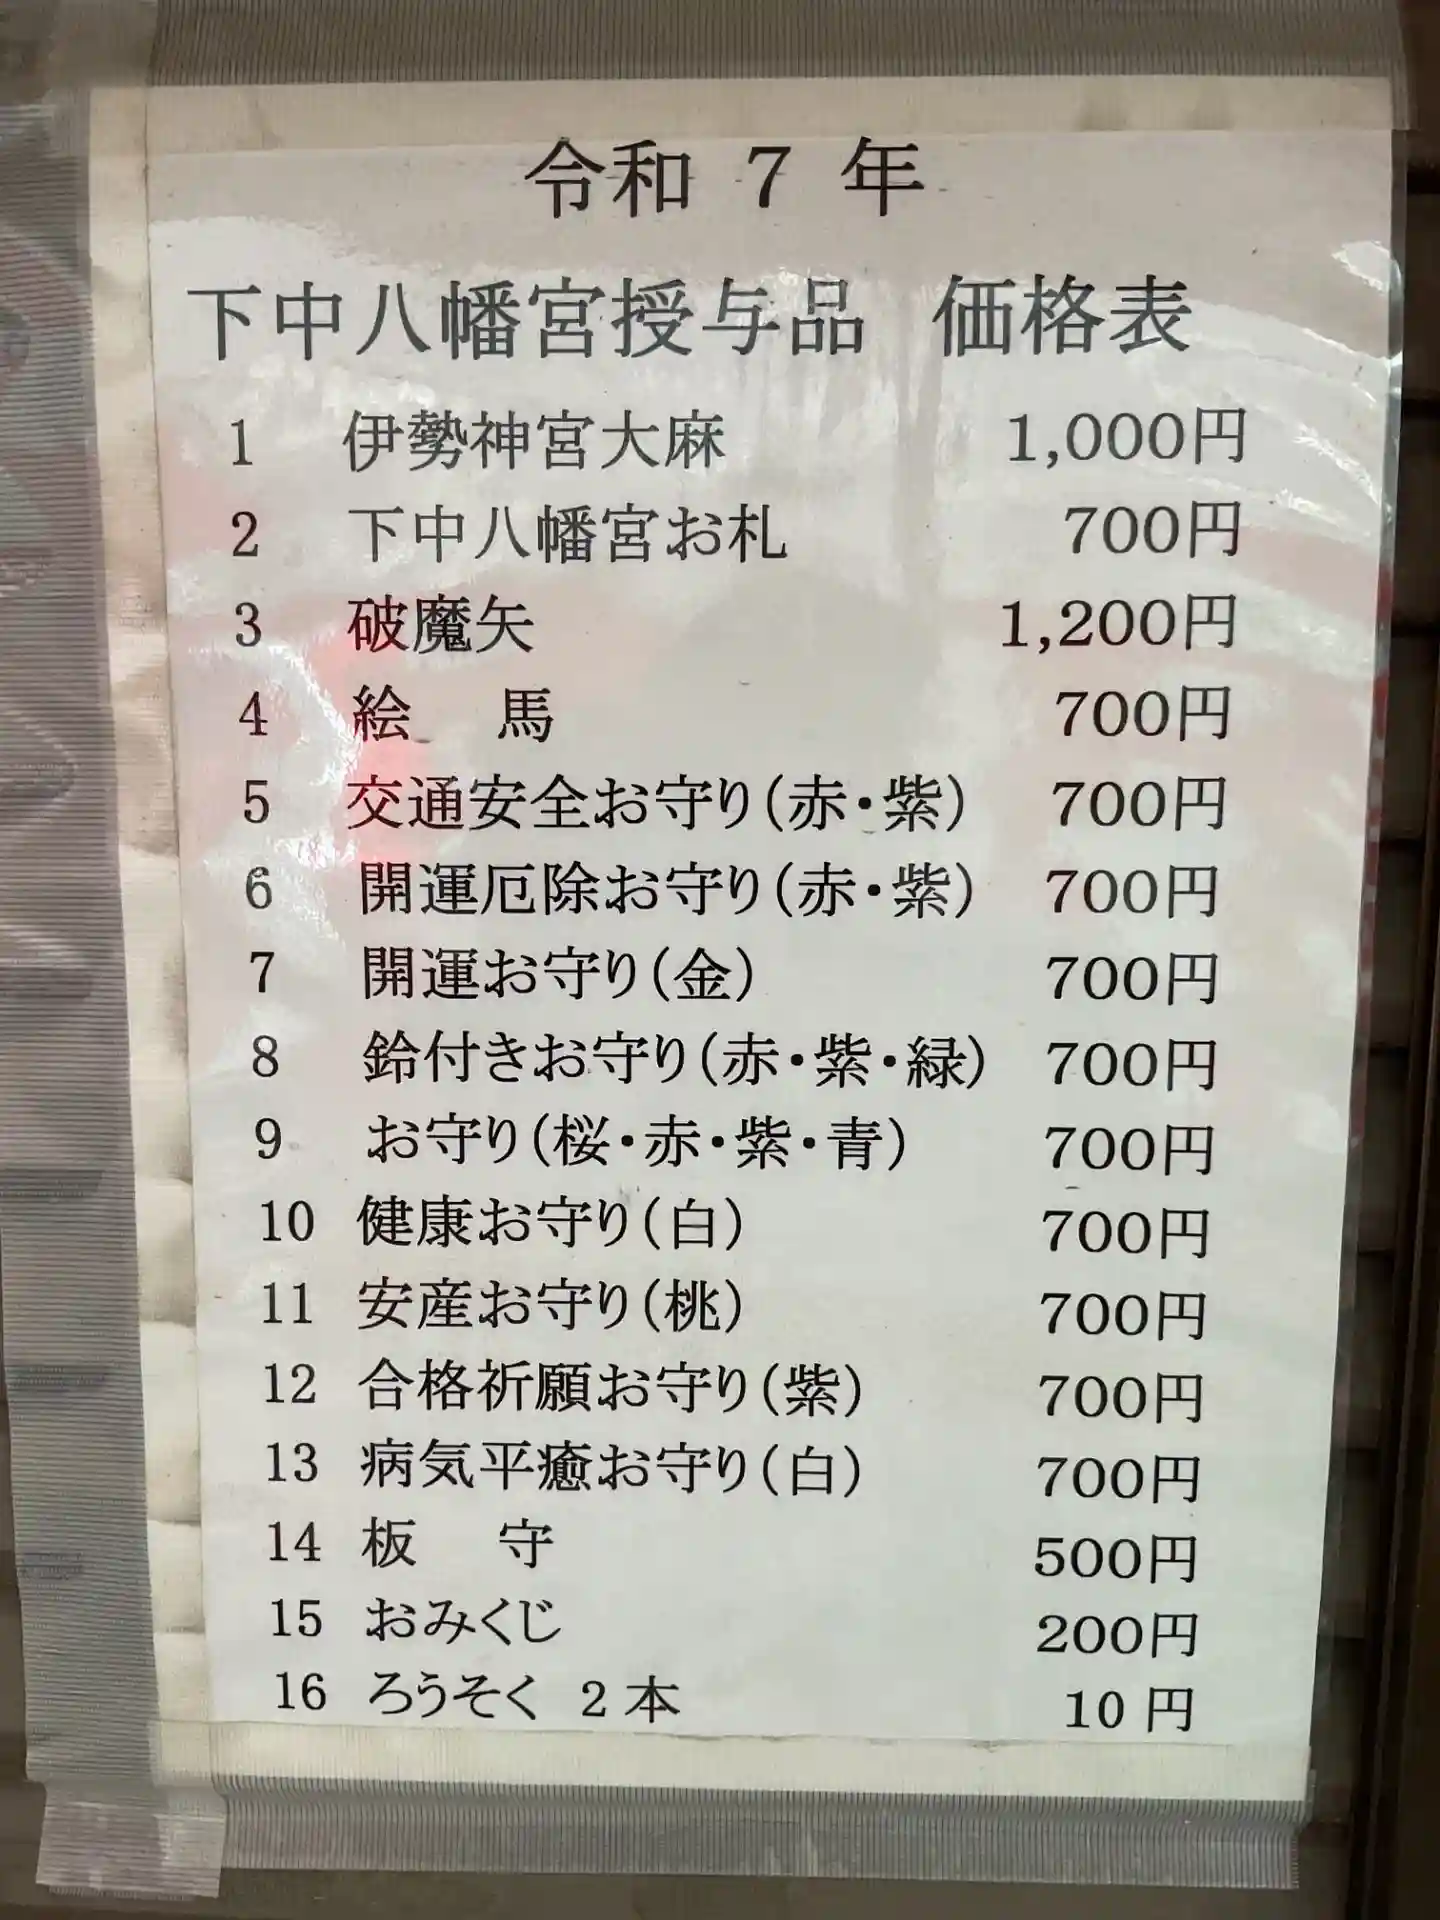 令和 7 年
下中八幡宮授与品 価格表
1 伊勢神宮大麻 1,000円
2 下中八幡宮お札 700円
3 破魔矢 1,200円
4 絵 馬 700円
5 交通安全お守り(赤・紫) 700円
6 開運厄除お守り(赤・紫) 700円
7 開運お守り(金) 700円
8 鈴付きお守り(赤・紫・緑) 700円
9 お守り(桜・赤・紫・青) 700円
10 健康お守り(白) 700円
11 安産お守り(桃) 700円
12 合格祈願お守り(紫) 700円
13 病気平癒お守り(白) 700円
14 板 守 500円
15 おみくじ 200円
16 ろうそく 2 本 10 円